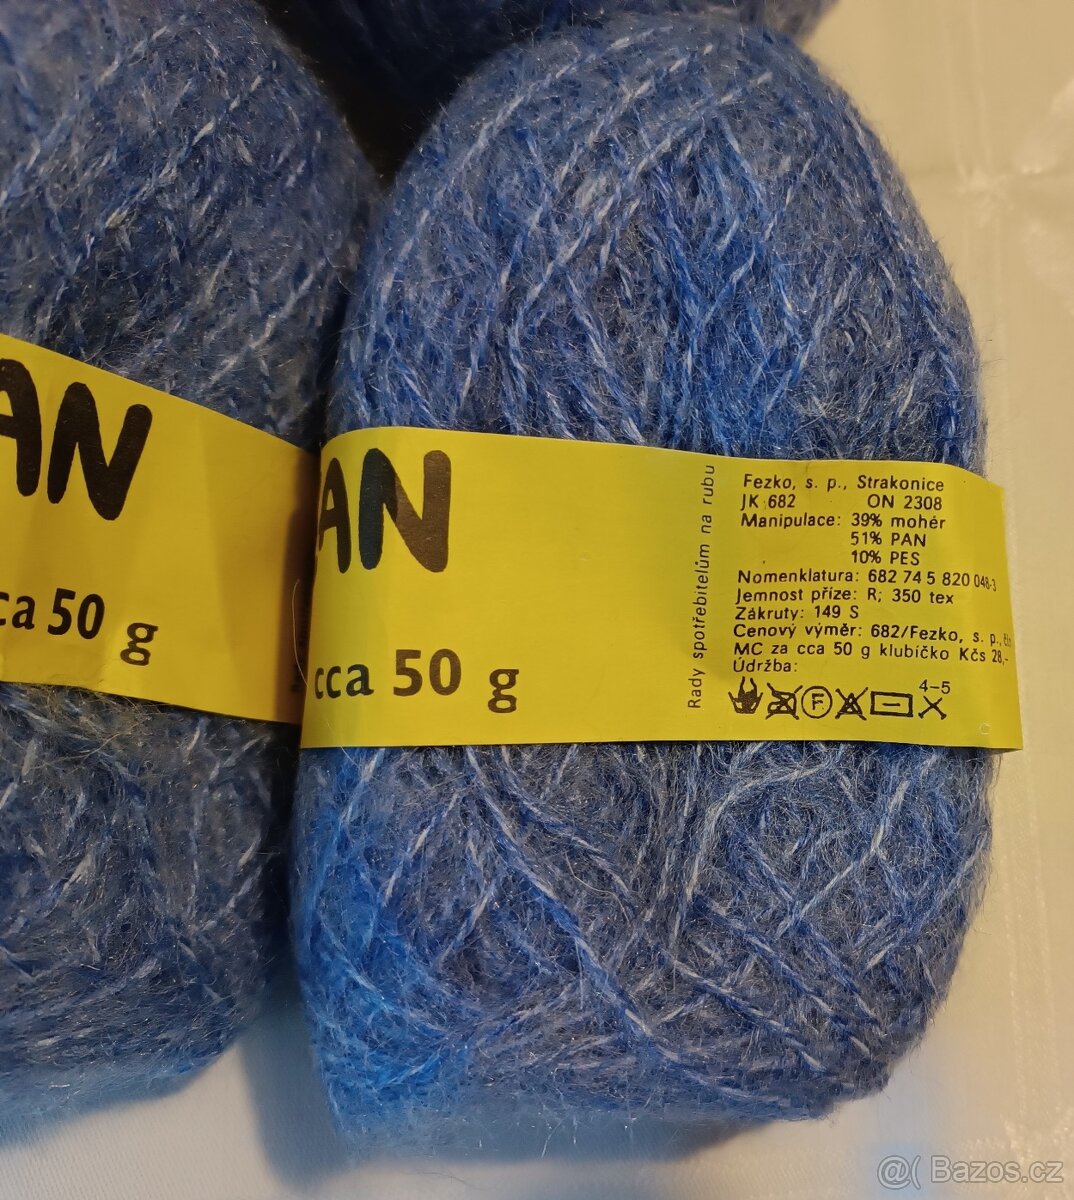 AN
ca 50 g
AN
cca 50 g
Rady spotřebitelům na rubu
Fezko, s. p., Strakonice
JK 682 ON 2308
Manipulace: 39% mohér
51% PAN
10% PES
Nomenklatura: 682 74 5 820 048-3
Jemnost příze: R; 350 tex
Zákruty: 149 S
Cenový výměr: 682/Fezko, s. p.,
MC za cca 50 g klubíčko Kčs 28,-
Údržba:
F
4-5
@( Bazos.cz